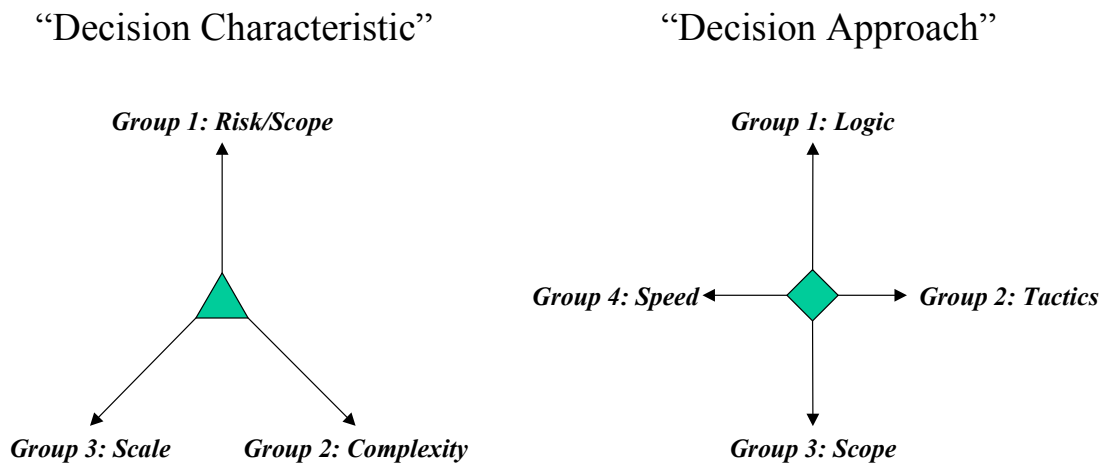 “Decision Characteristic”
“Decision Approach”
Group 1: Risk/Scope
Group 1: Logic
Group 4: Speed
Group 2: Tactics
Group 3: Scale
Group 2: Complexity
Group 3: Scope